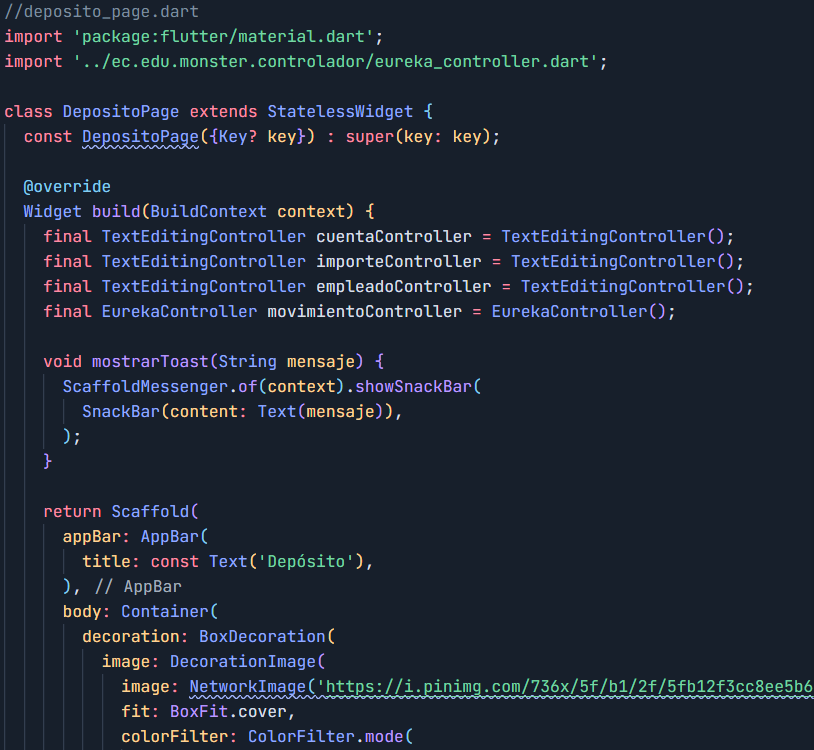 //deposito_page.dart
import 'package:flutter/material.dart';
import '../ec.edu.monster.controlador/eureka_controller.dart';
class DepositoPage extends StatelessWidget {
const DepositoPage({Key? key}) : super(key: key);
@override
Widget build(BuildContext context) {
final TextEditingController cuentaController = TextEditingController();
final TextEditingController importeController = TextEditingController();
final TextEditingController empleadoController = TextEditingController();
final EurekaController movimientoController = EurekaController();
void mostrarToast(String mensaje) {
ScaffoldMessenger.of(context).showSnackBar(
SnackBar(content: Text(mensaje)),
);
}
return Scaffold(
appBar: AppBar(
title: const Text('Depósito'),
), // AppBar
body: Container(
decoration: BoxDecoration(
image: DecorationImage(
image: NetworkImage('https://i.pinimg.com/736x/5f/b1/2f/5fb12f3cc8ee5b6
fit: BoxFit.cover,
colorFilter: ColorFilter.mode(